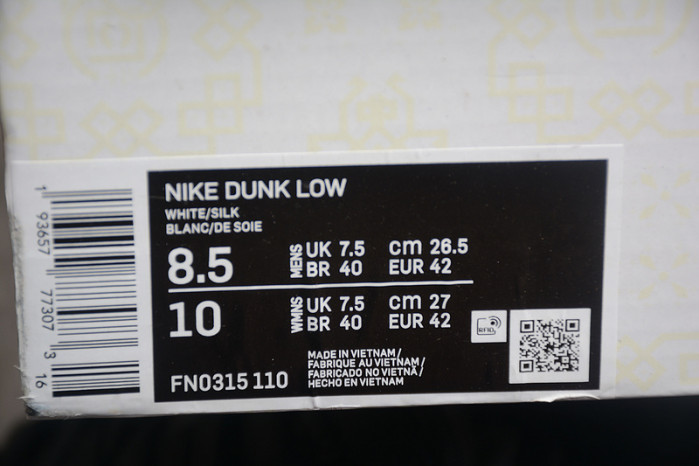 NIKE DUNK LOW
WHITE/SILK
BLANC/DE SOIE
8.5
MENS
UK 7.5 cm 26.5
BR 40 EUR 42
10
WMNS
UK 7.5 cm 27
BR 40 EUR 42
FN0315 110
MADE IN VIETNAM/
FABRIQUE AU VIETNAM/
FABRICADO NO VIETNÃ/
HECHO EN VIETNAM
RFID
1 93657 77307 3 16